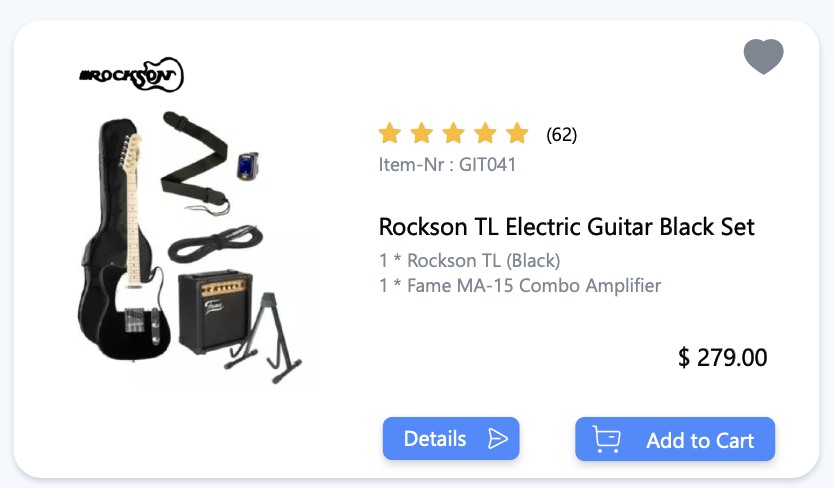 ROCKSON
(62)
Item-Nr : GIT041
Rockson TL Electric Guitar Black Set
1 * Rockson TL (Black)
1 * Fame MA-15 Combo Amplifier
$ 279.00
Details
Add to Cart